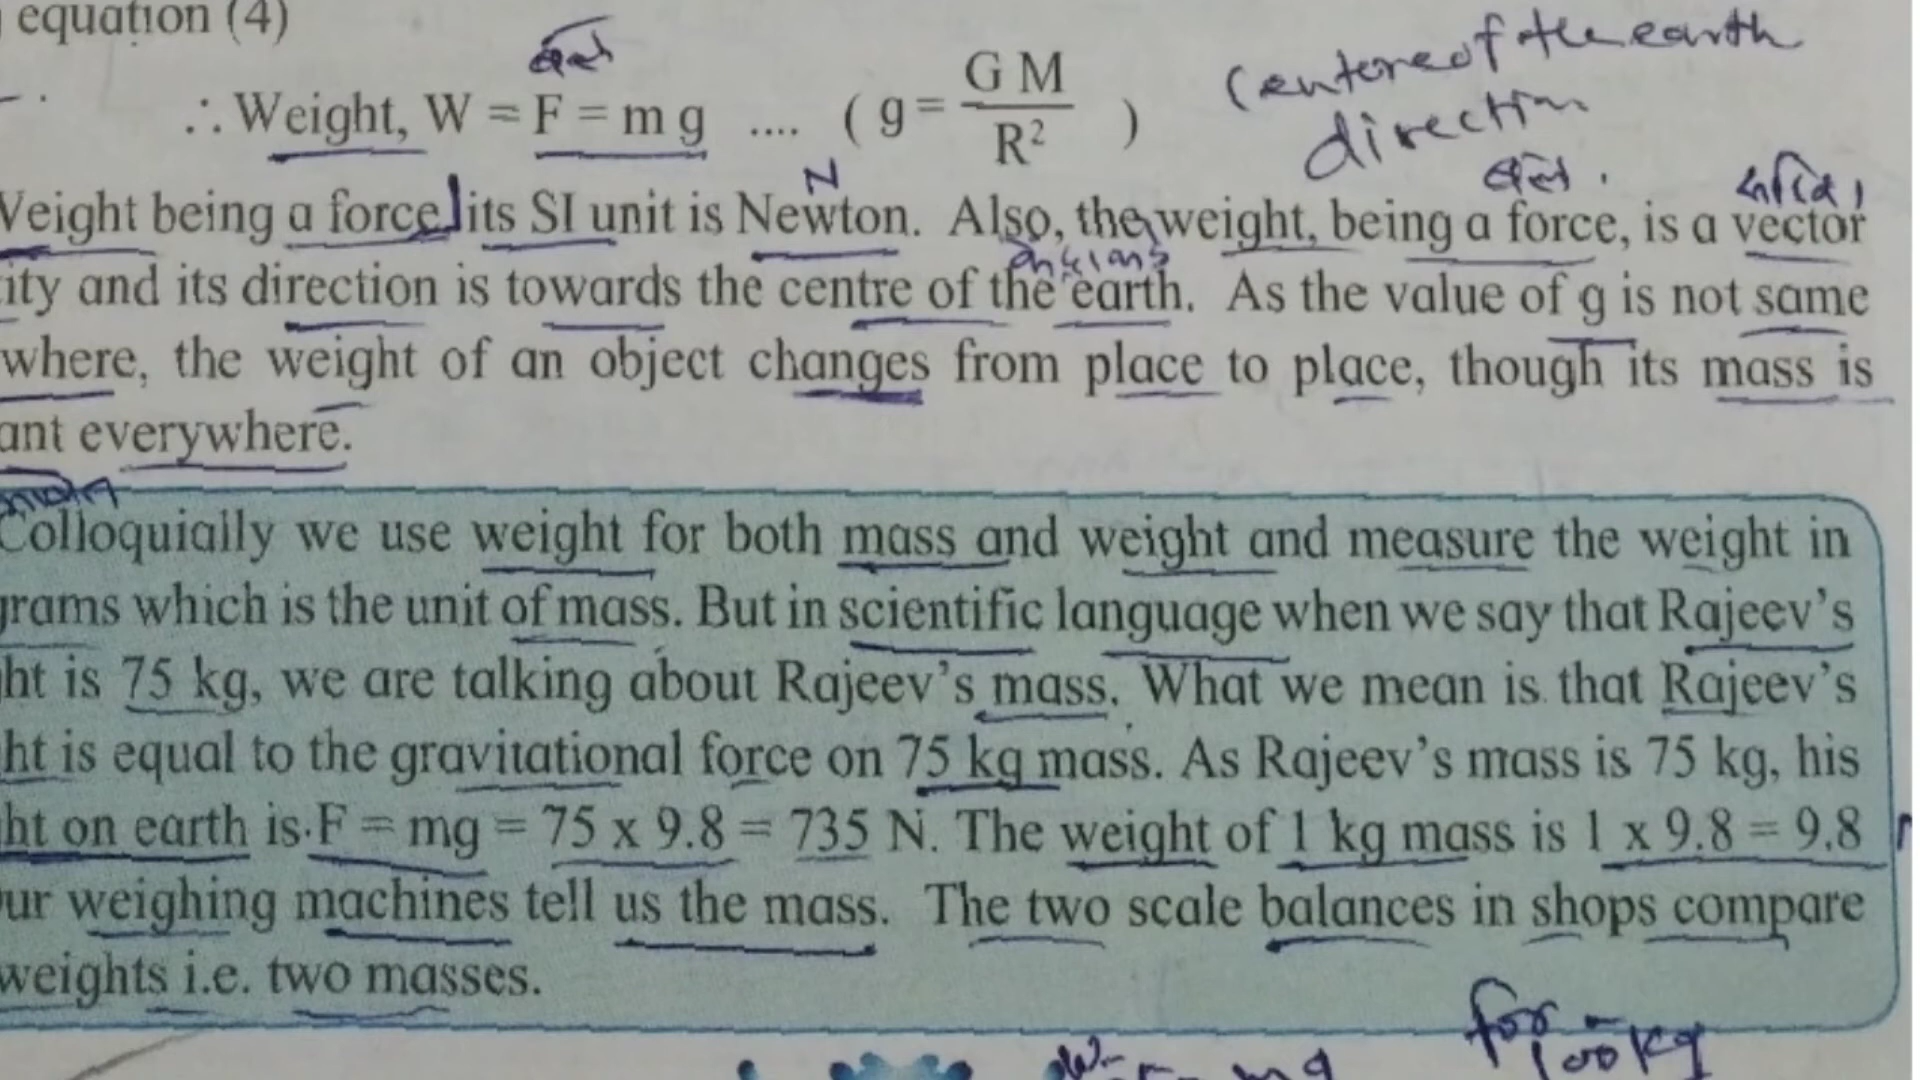 equation (4)
Centore of the earth
∴ Weight, W = F = m g .... ( g = G M / R² )
direction
N
Weight being a force, its SI unit is Newton. Also, the weight, being a force, is a vector
ity and its direction is towards the centre of the earth. As the value of g is not same
where, the weight of an object changes from place to place, though its mass is
ant everywhere.
Colloquially we use weight for both mass and weight and measure the weight in
grams which is the unit of mass. But in scientific language when we say that Rajeev's
ht is 75 kg, we are talking about Rajeev's mass. What we mean is that Rajeev's
ht is equal to the gravitational force on 75 kg mass. As Rajeev's mass is 75 kg, his
ht on earth is F = mg = 75 x 9.8 = 735 N. The weight of 1 kg mass is 1 x 9.8 = 9.8
ur weighing machines tell us the mass. The two scale balances in shops compare
weights i.e. two masses.
for
100 kg